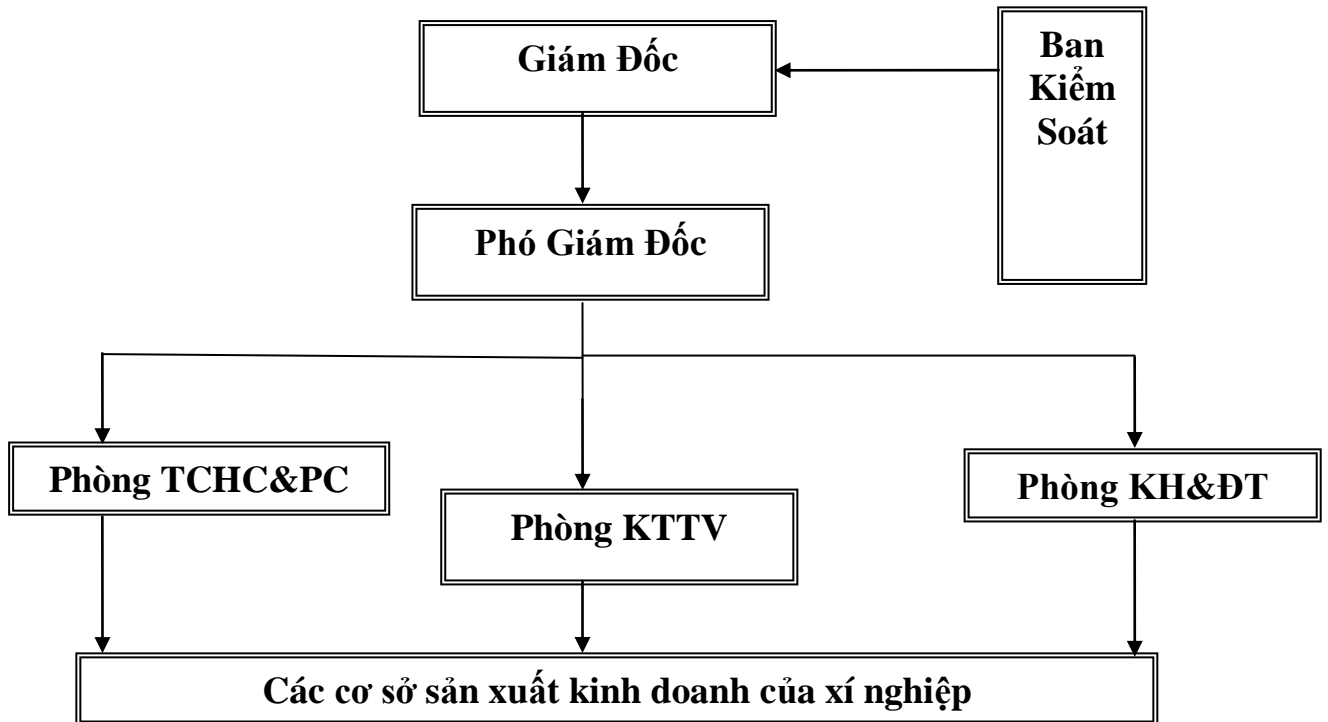 Giám Đốc
Ban
Kiểm
Soát
Phó Giám Đốc
Phòng TCHC&PC
Phòng KTTV
Phòng KH&ĐT
Các cơ sở sản xuất kinh doanh của xí nghiệp